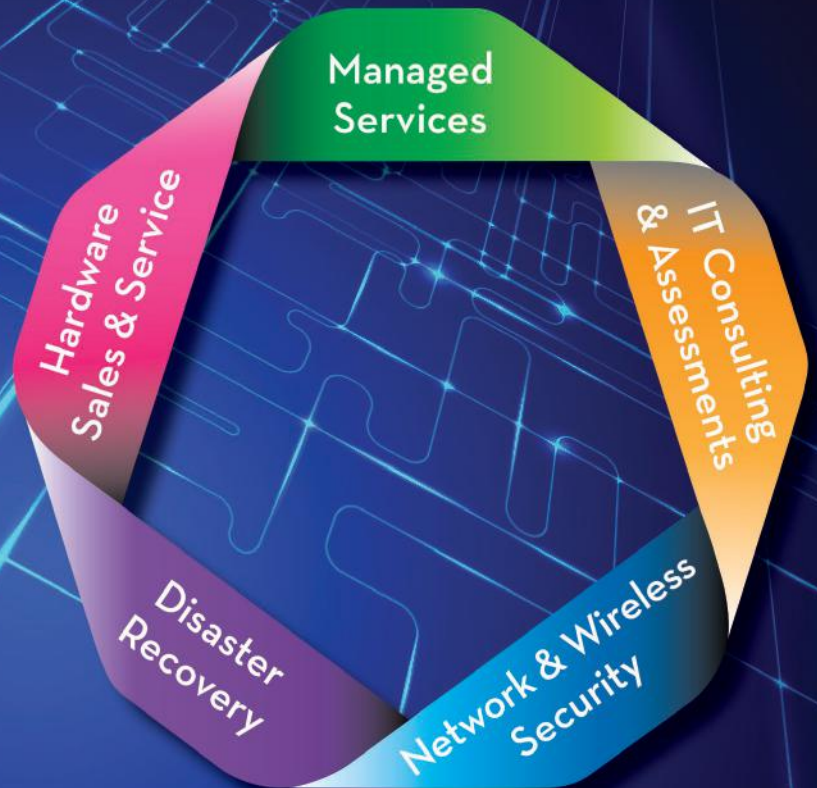 Managed
Services
IT Consulting
& Assessments
Network & Wireless
Security
Disaster
Recovery
Hardware
Sales & Service